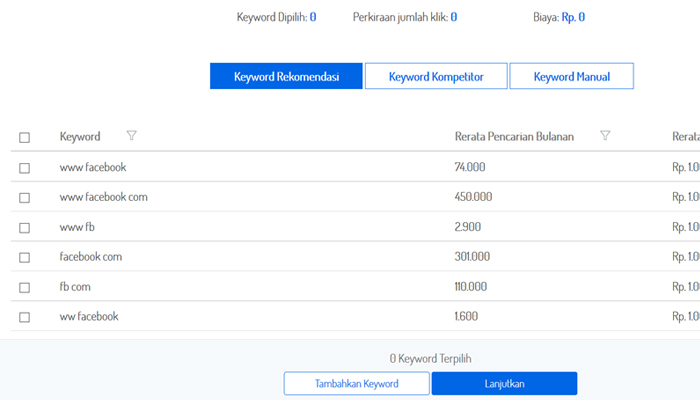 Keyword Dipilih: 0 Perkiraan jumlah klik: 0 Biaya: Rp. 0
Keyword Rekomendasi Keyword Kompetitor Keyword Manual
Keyword Rerata Pencarian Bulanan Rerata
www facebook 74.000 Rp. 1.0
www facebook com 450.000 Rp. 1.0
www fb 2.900 Rp. 1.0
facebook com 301.000 Rp. 1.0
fb com 110.000 Rp. 1.0
ww facebook 1.600 Rp. 1.0
0 Keyword Terpilih
Tambahkan Keyword Lanjutkan